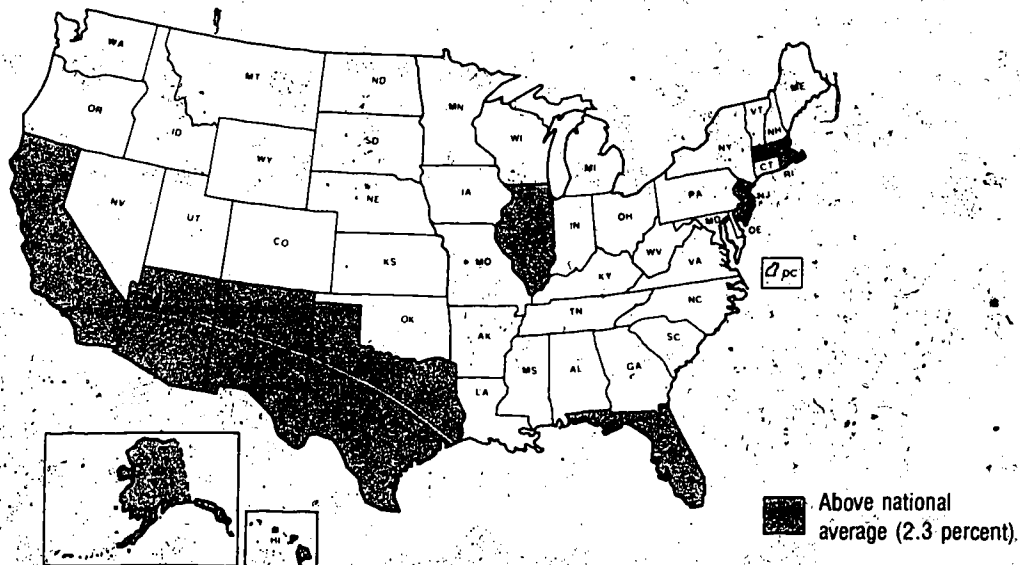 WA
MT
ND
MN
OR
ID
SD
WI
MI
WY
NE
IA
NV
UT
CO
KS
MO
IN
OH
PA
NY
VT
NH
ME
CT
RI
NJ
MD
DE
WV
VA
KY
TN
NC
SC
OK
AK
LA
MS
AL
GA
pc
HI
Above national
average (2.3 percent).